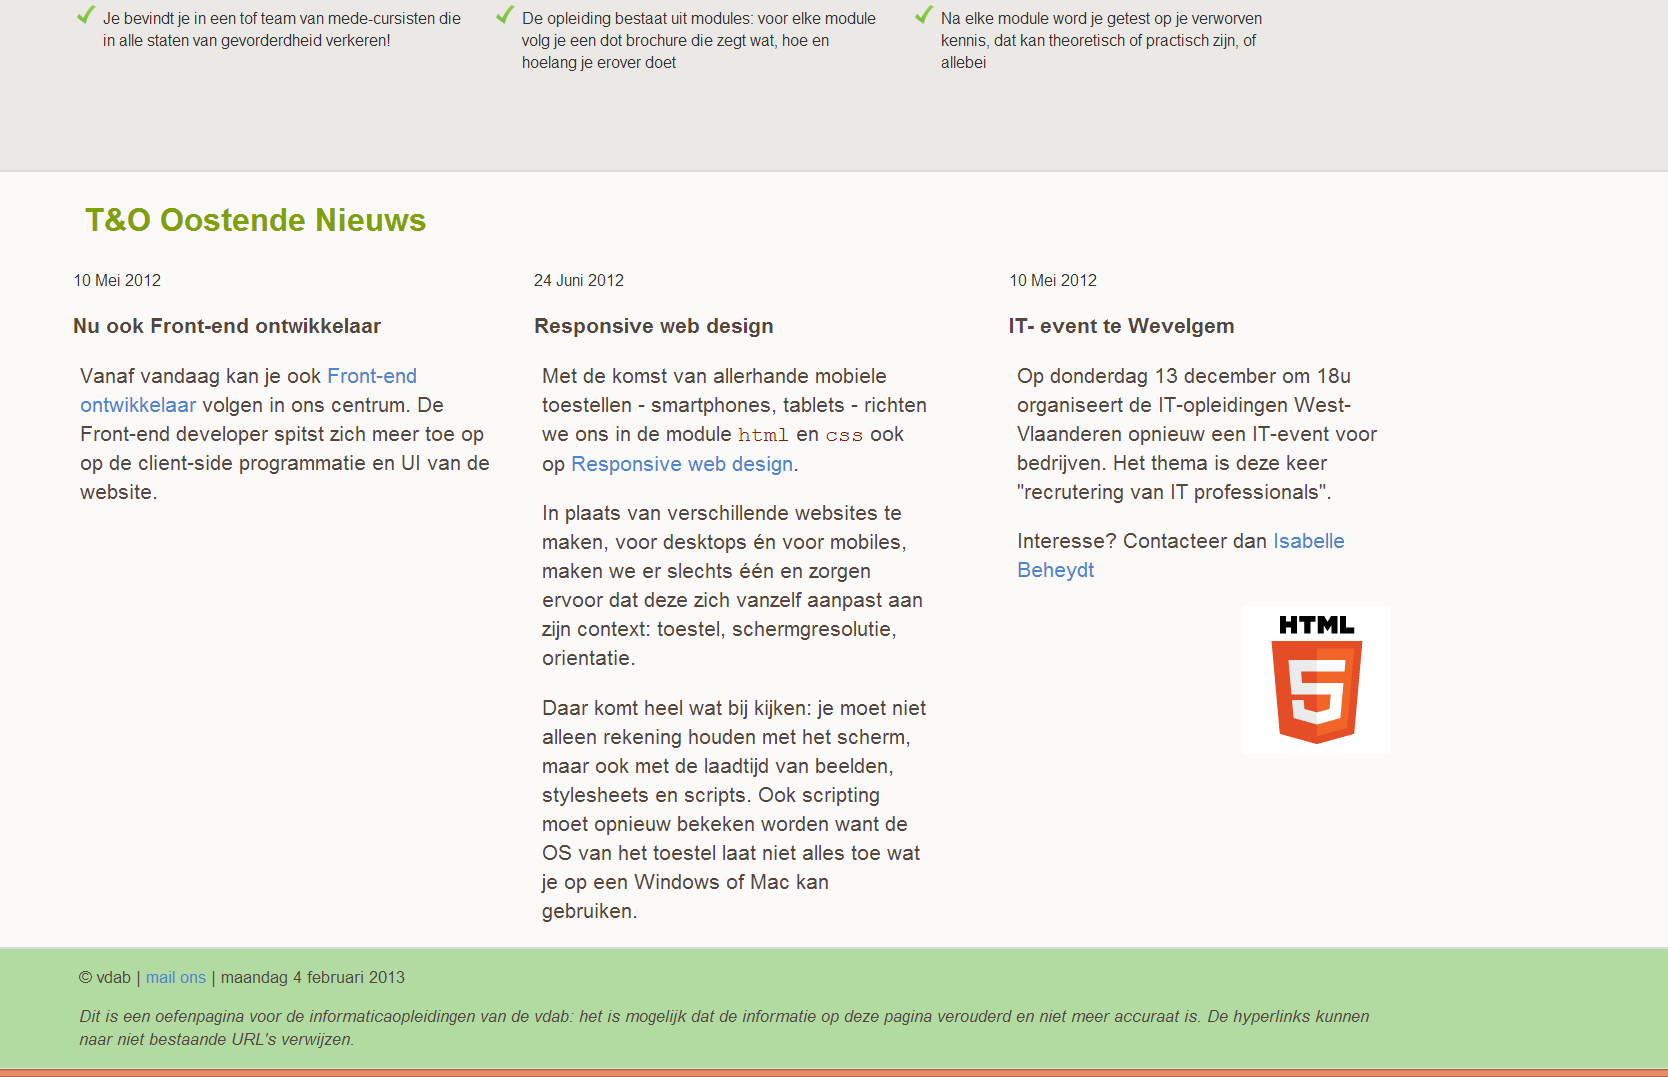 Je bevindt je in een tof team van mede-cursisten die
in alle staten van gevorderdheid verkeren!
De opleiding bestaat uit modules: voor elke module
volg je een dot brochure die zegt wat, hoe en
hoelang je erover doet
Na elke module word je getest op je verworven
kennis, dat kan theoretisch of practisch zijn, of
allebei
T&O Oostende Nieuws
10 Mei 2012
Nu ook Front-end ontwikkelaar
Vanaf vandaag kan je ook Front-end
ontwikkelaar volgen in ons centrum. De
Front-end developer spitst zich meer toe op
op de client-side programmatie en UI van de
website.
24 Juni 2012
Responsive web design
Met de komst van allerhande mobiele
toestellen - smartphones, tablets - richten
we ons in de module html en css ook
op Responsive web design.
In plaats van verschillende websites te
maken, voor desktops én voor mobiles,
maken we er slechts één en zorgen
ervoor dat deze zich vanzelf aanpast aan
zijn context: toestel, schermgresolutie,
orientatie.
Daar komt heel wat bij kijken: je moet niet
alleen rekening houden met het scherm,
maar ook met de laadtijd van beelden,
stylesheets en scripts. Ook scripting
moet opnieuw bekeken worden want de
OS van het toestel laat niet alles toe wat
je op een Windows of Mac kan
gebruiken.
10 Mei 2012
IT- event te Wevelgem
Op donderdag 13 december om 18u
organiseert de IT-opleidingen West-
Vlaanderen opnieuw een IT-event voor
bedrijven. Het thema is deze keer
"recrutering van IT professionals".
Interesse? Contacteer dan Isabelle
Beheydt
HTML
5
© vdab | mail ons | maandag 4 februari 2013
Dit is een oefenpagina voor de informaticaopleidingen van de vdab: het is mogelijk dat de informatie op deze pagina verouderd en niet meer accuraat is. De hyperlinks kunnen
naar niet bestaande URL's verwijzen.